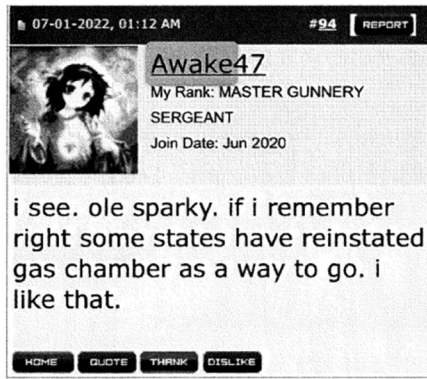 07-01-2022, 01:12 AM #94 [REPORT]
Awake47
My Rank: MASTER GUNNERY
SERGEANT
Join Date: Jun 2020
i see. ole sparky. if i remember
right some states have reinstated
gas chamber as a way to go. i
like that.
HOME QUOTE THANK DISLIKE